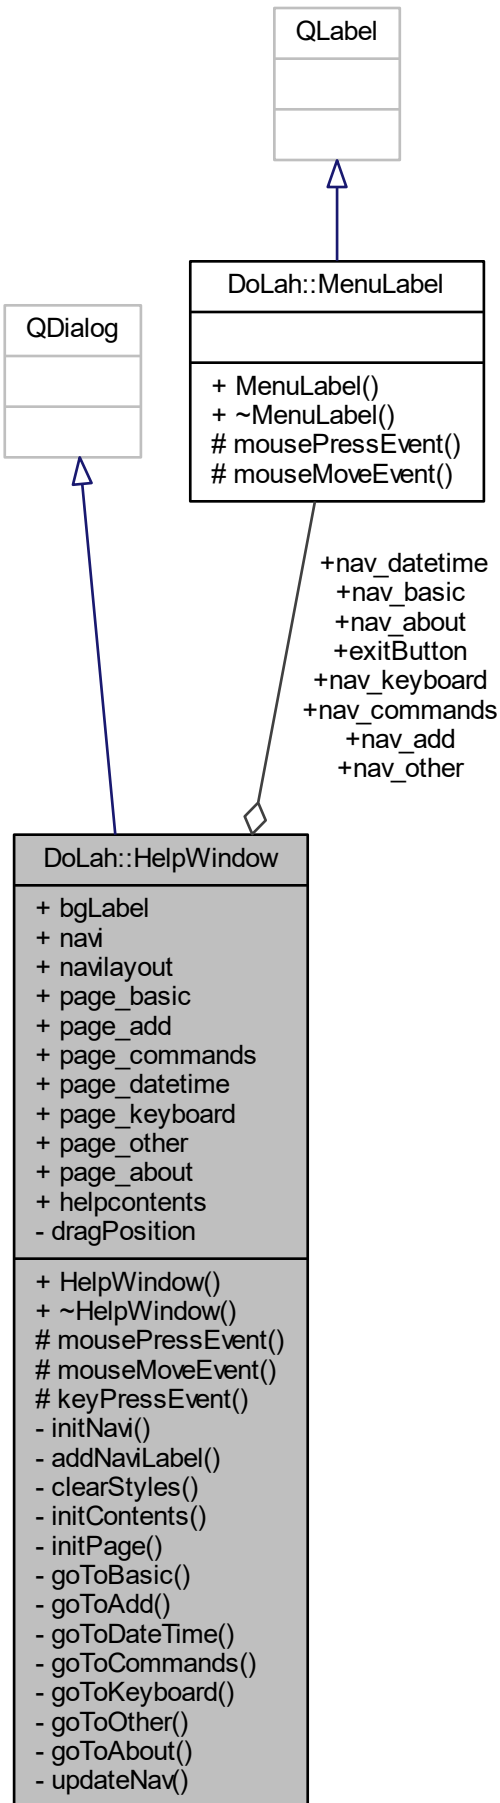 QLabel
DoLah::MenuLabel
+ MenuLabel()
+ ~MenuLabel()
# mousePressEvent()
# mouseMoveEvent()
QDialog
+nav_datetime
+nav_basic
+nav_about
+exitButton
+nav_keyboard
+nav_commands
+nav_add
+nav_other
DoLah::HelpWindow
+ bgLabel
+ navi
+ navilayout
+ page_basic
+ page_add
+ page_commands
+ page_datetime
+ page_keyboard
+ page_other
+ page_about
+ helpcontents
- dragPosition
+ HelpWindow()
+ ~HelpWindow()
# mousePressEvent()
# mouseMoveEvent()
# keyPressEvent()
- initNavi()
- addNaviLabel()
- clearStyles()
- initContents()
- initPage()
- goToBasic()
- goToAdd()
- goToDateTime()
- goToCommands()
- goToKeyboard()
- goToOther()
- goToAbout()
- updateNav()